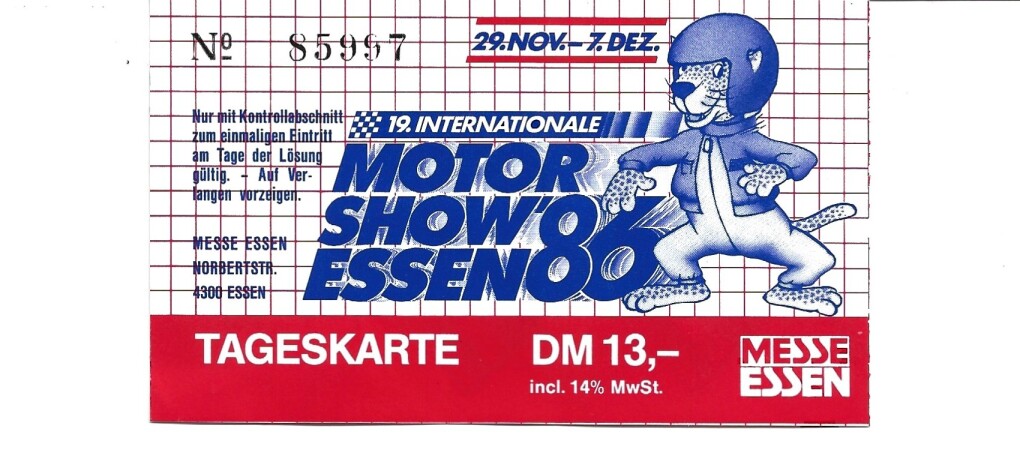 Nº 85997
29.NOV.–7.DEZ.
Nur mit Kontrollabschnitt
zum einmaligen Eintritt
am Tage der Lösung
gültig. – Auf Ver-
langen vorzeigen.
MESSE ESSEN
NORBERTSTR.
4300 ESSEN
19. INTERNATIONALE
MOTOR
SHOW'86
ESSEN
TAGESKARTE DM 13,–
incl. 14% MwSt.
MESSE
ESSEN